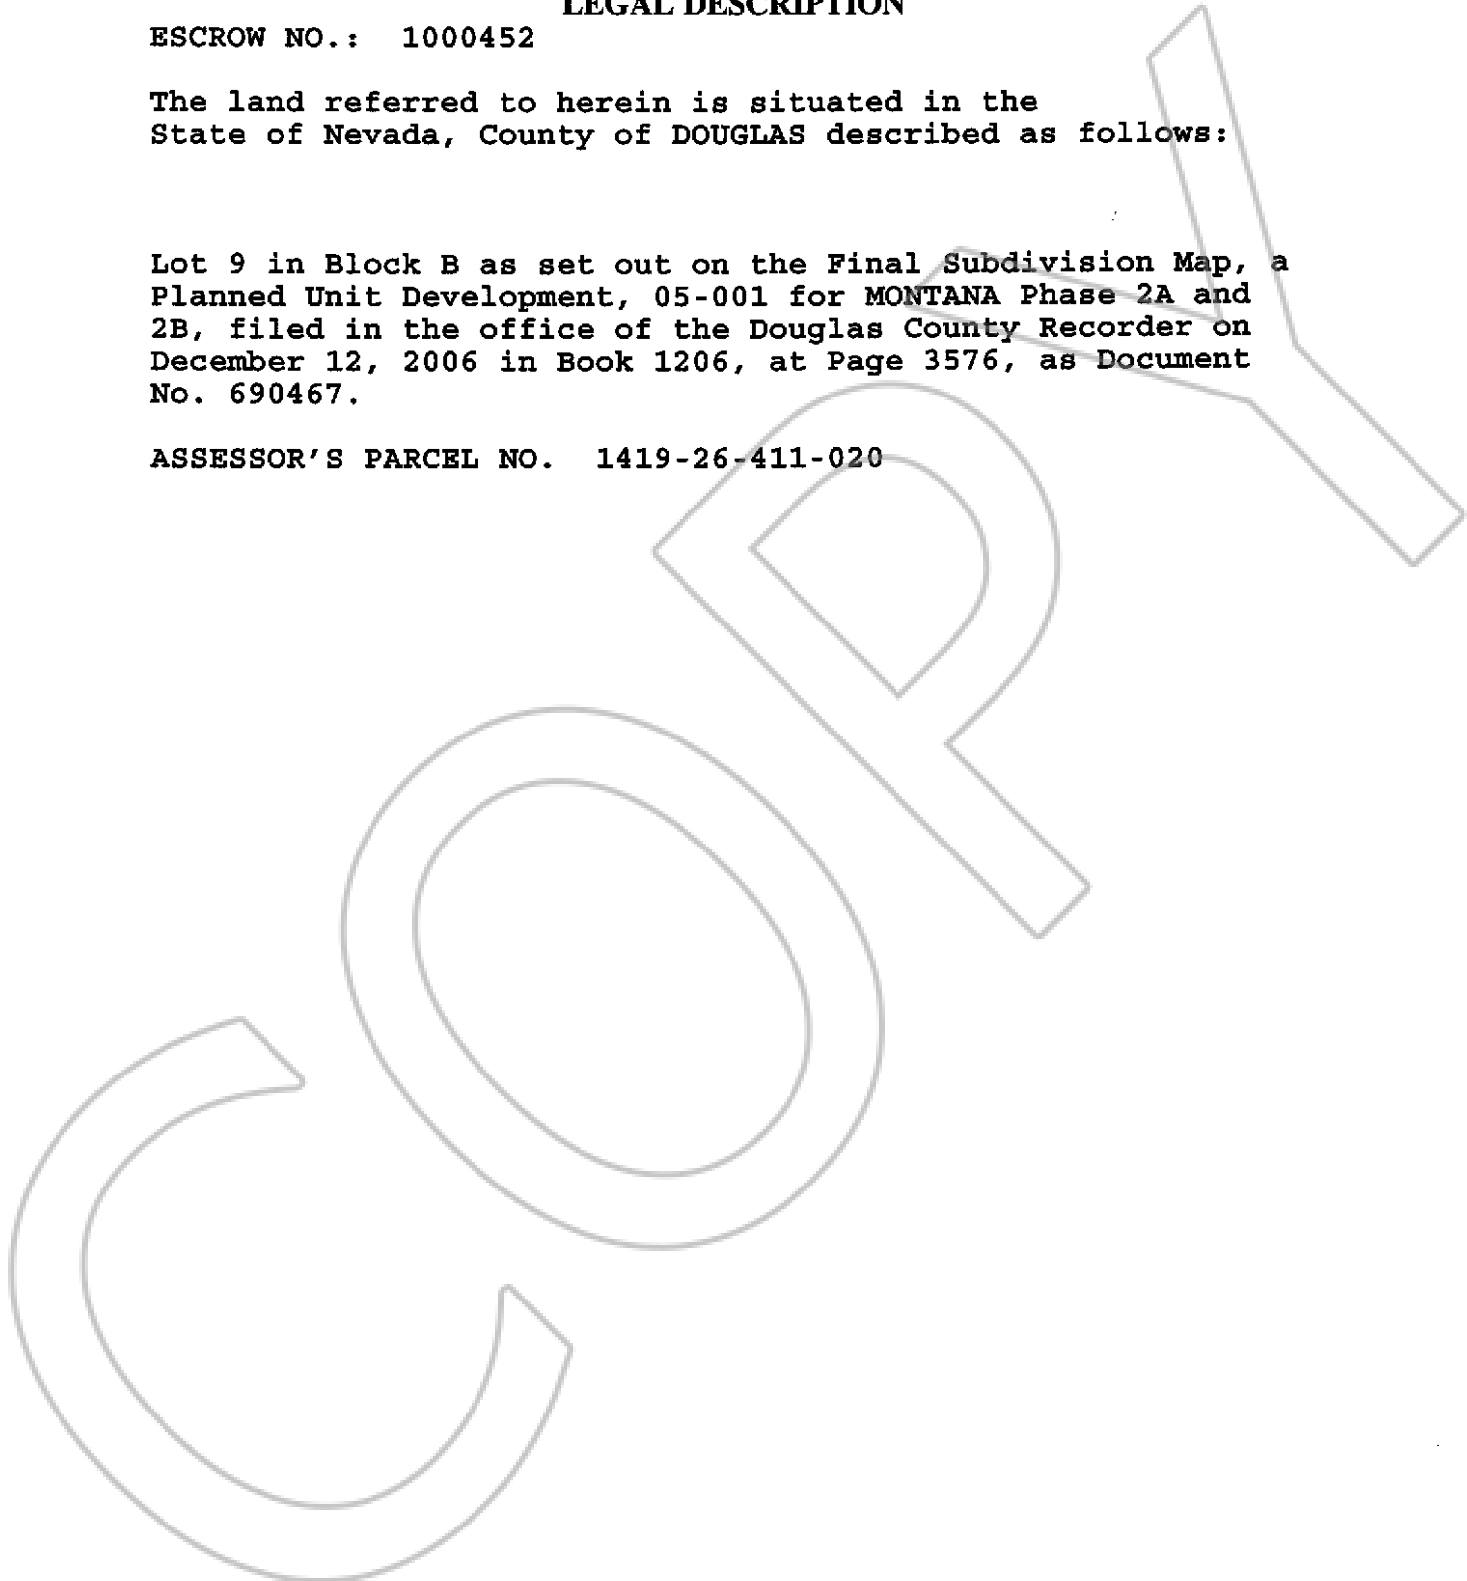 LEGAL DESCRIPTION
ESCROW NO.: 1000452
The land referred to herein is situated in the
State of Nevada, County of DOUGLAS described as follows:
Lot 9 in Block B as set out on the Final Subdivision Map, a
Planned Unit Development, 05-001 for MONTANA Phase 2A and
2B, filed in the office of the Douglas County Recorder on
December 12, 2006 in Book 1206, at Page 3576, as Document
No. 690467.
ASSESSOR'S PARCEL NO. 1419-26-411-020
COPY